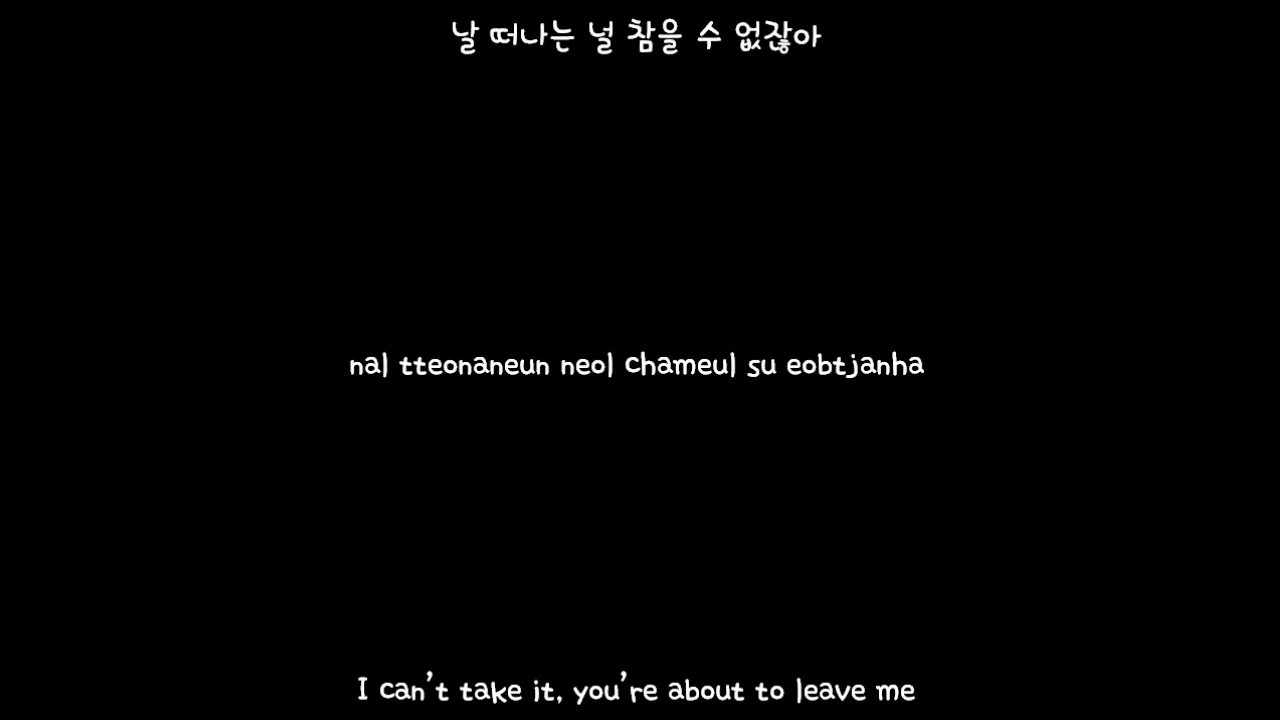 날 떠나는 널 참을 수 없잖아
nal tteonaneun neol chameul su eobtjanha
I can't take it, you're about to leave me